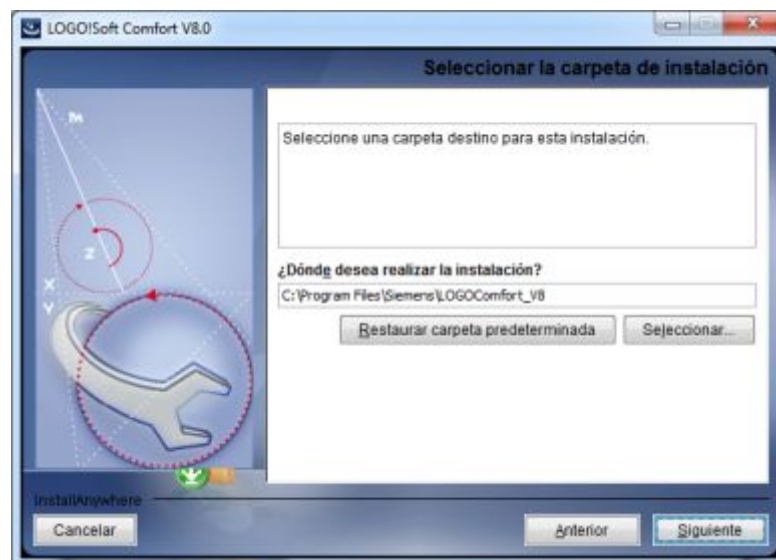 LOGO!Soft Comfort V8.0
Seleccionar la carpeta de instalación
M
Z
X
Y
Seleccione una carpeta destino para esta instalación.
¿Dónde desea realizar la instalación?
C:\Program Files\Siemens\LOGOComfort_V8
Restaurar carpeta predeterminada
Seleccionar...
InstallAnywhere
Cancelar
Anterior
Siguiente